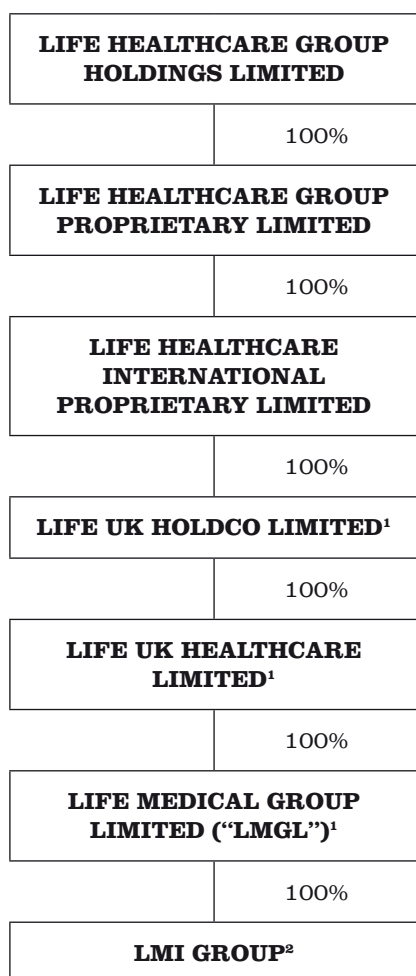 LIFE HEALTHCARE GROUP
HOLDINGS LIMITED
100%
LIFE HEALTHCARE GROUP
PROPRIETARY LIMITED
100%
LIFE HEALTHCARE
INTERNATIONAL
PROPRIETARY LIMITED
100%
LIFE UK HOLDCO LIMITED¹
100%
LIFE UK HEALTHCARE
LIMITED¹
100%
LIFE MEDICAL GROUP
LIMITED (“LMGL”)¹
100%
LMI GROUP²